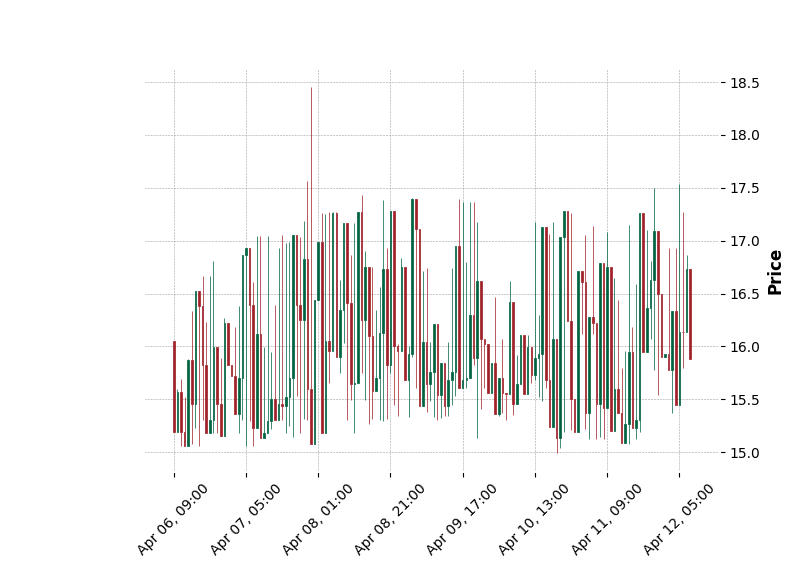 18.5
18.0
17.5
17.0
16.5
16.0
15.5
15.0
Price
Apr 06, 09:00
Apr 07, 05:00
Apr 08, 01:00
Apr 08, 21:00
Apr 09, 17:00
Apr 10, 13:00
Apr 11, 09:00
Apr 12, 05:00